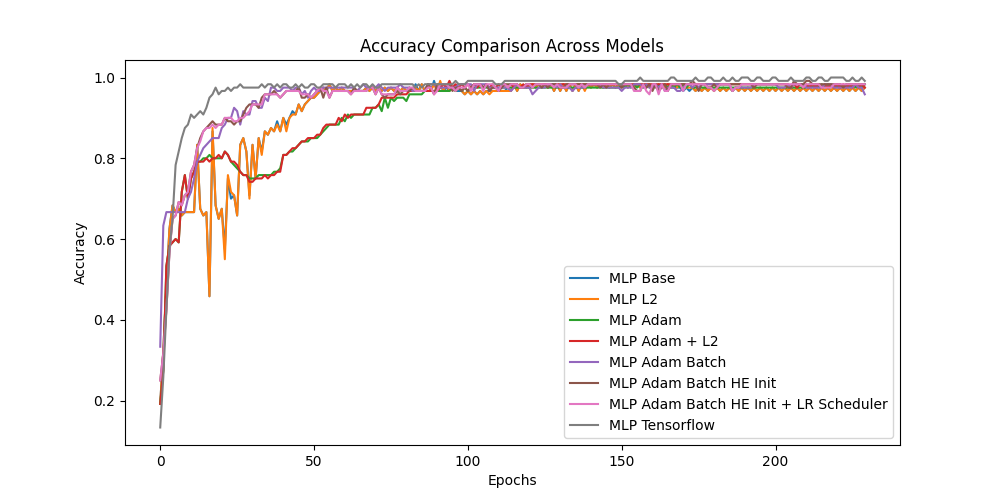 Accuracy Comparison Across Models
1.0
0.8
0.6
0.4
0.2
Accuracy
0
50
100
150
200
Epochs
MLP Base
MLP L2
MLP Adam
MLP Adam + L2
MLP Adam Batch
MLP Adam Batch HE Init
MLP Adam Batch HE Init + LR Scheduler
MLP Tensorflow